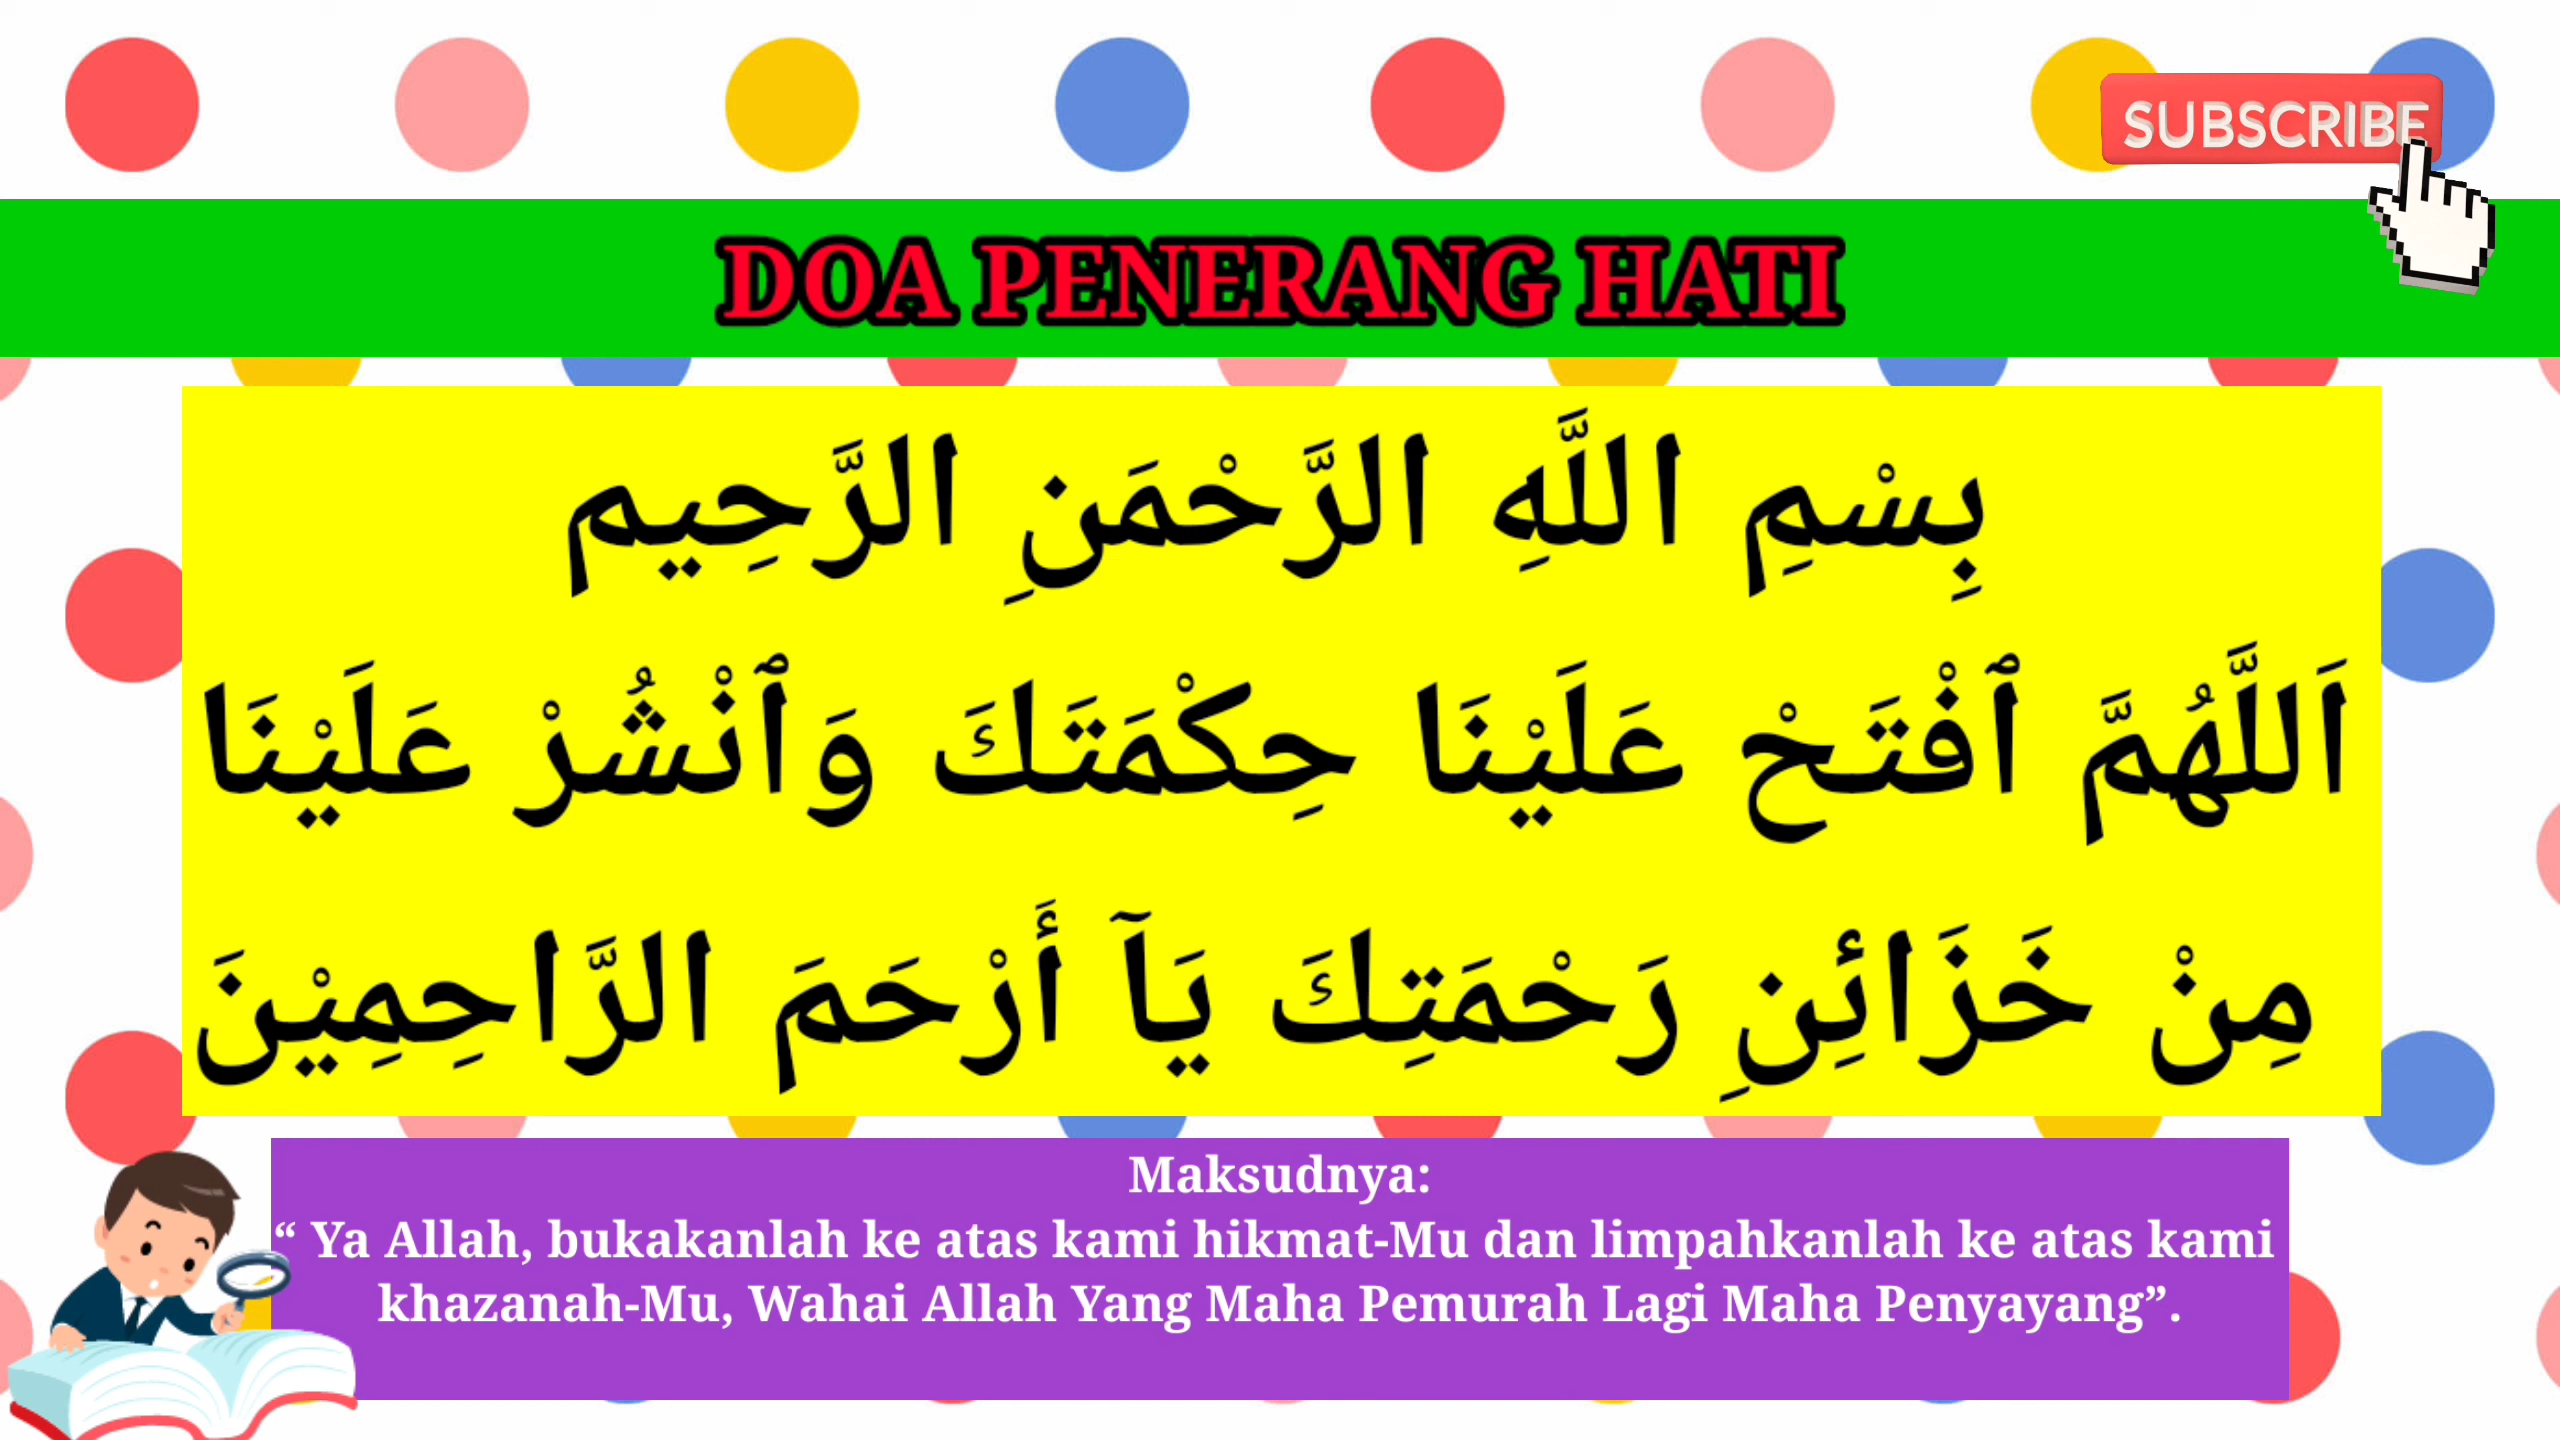 SUBSCRIBE
DOA PENERANG HATI
بِسْمِ اللَّهِ الرَّحْمَنِ الرَّحِيم
اَللَّهُمَّ ٱفْتَحْ عَلَيْنَا حِكْمَتَكَ وَٱنْشُرْ عَلَيْنَا
مِنْ خَزَائِنِ رَحْمَتِكَ يَآ أَرْحَمَ الرَّاحِمِيْنَ
Maksudnya:
“ Ya Allah, bukakanlah ke atas kami hikmat-Mu dan limpahkanlah ke atas kami
khazanah-Mu, Wahai Allah Yang Maha Pemurah Lagi Maha Penyayang”.